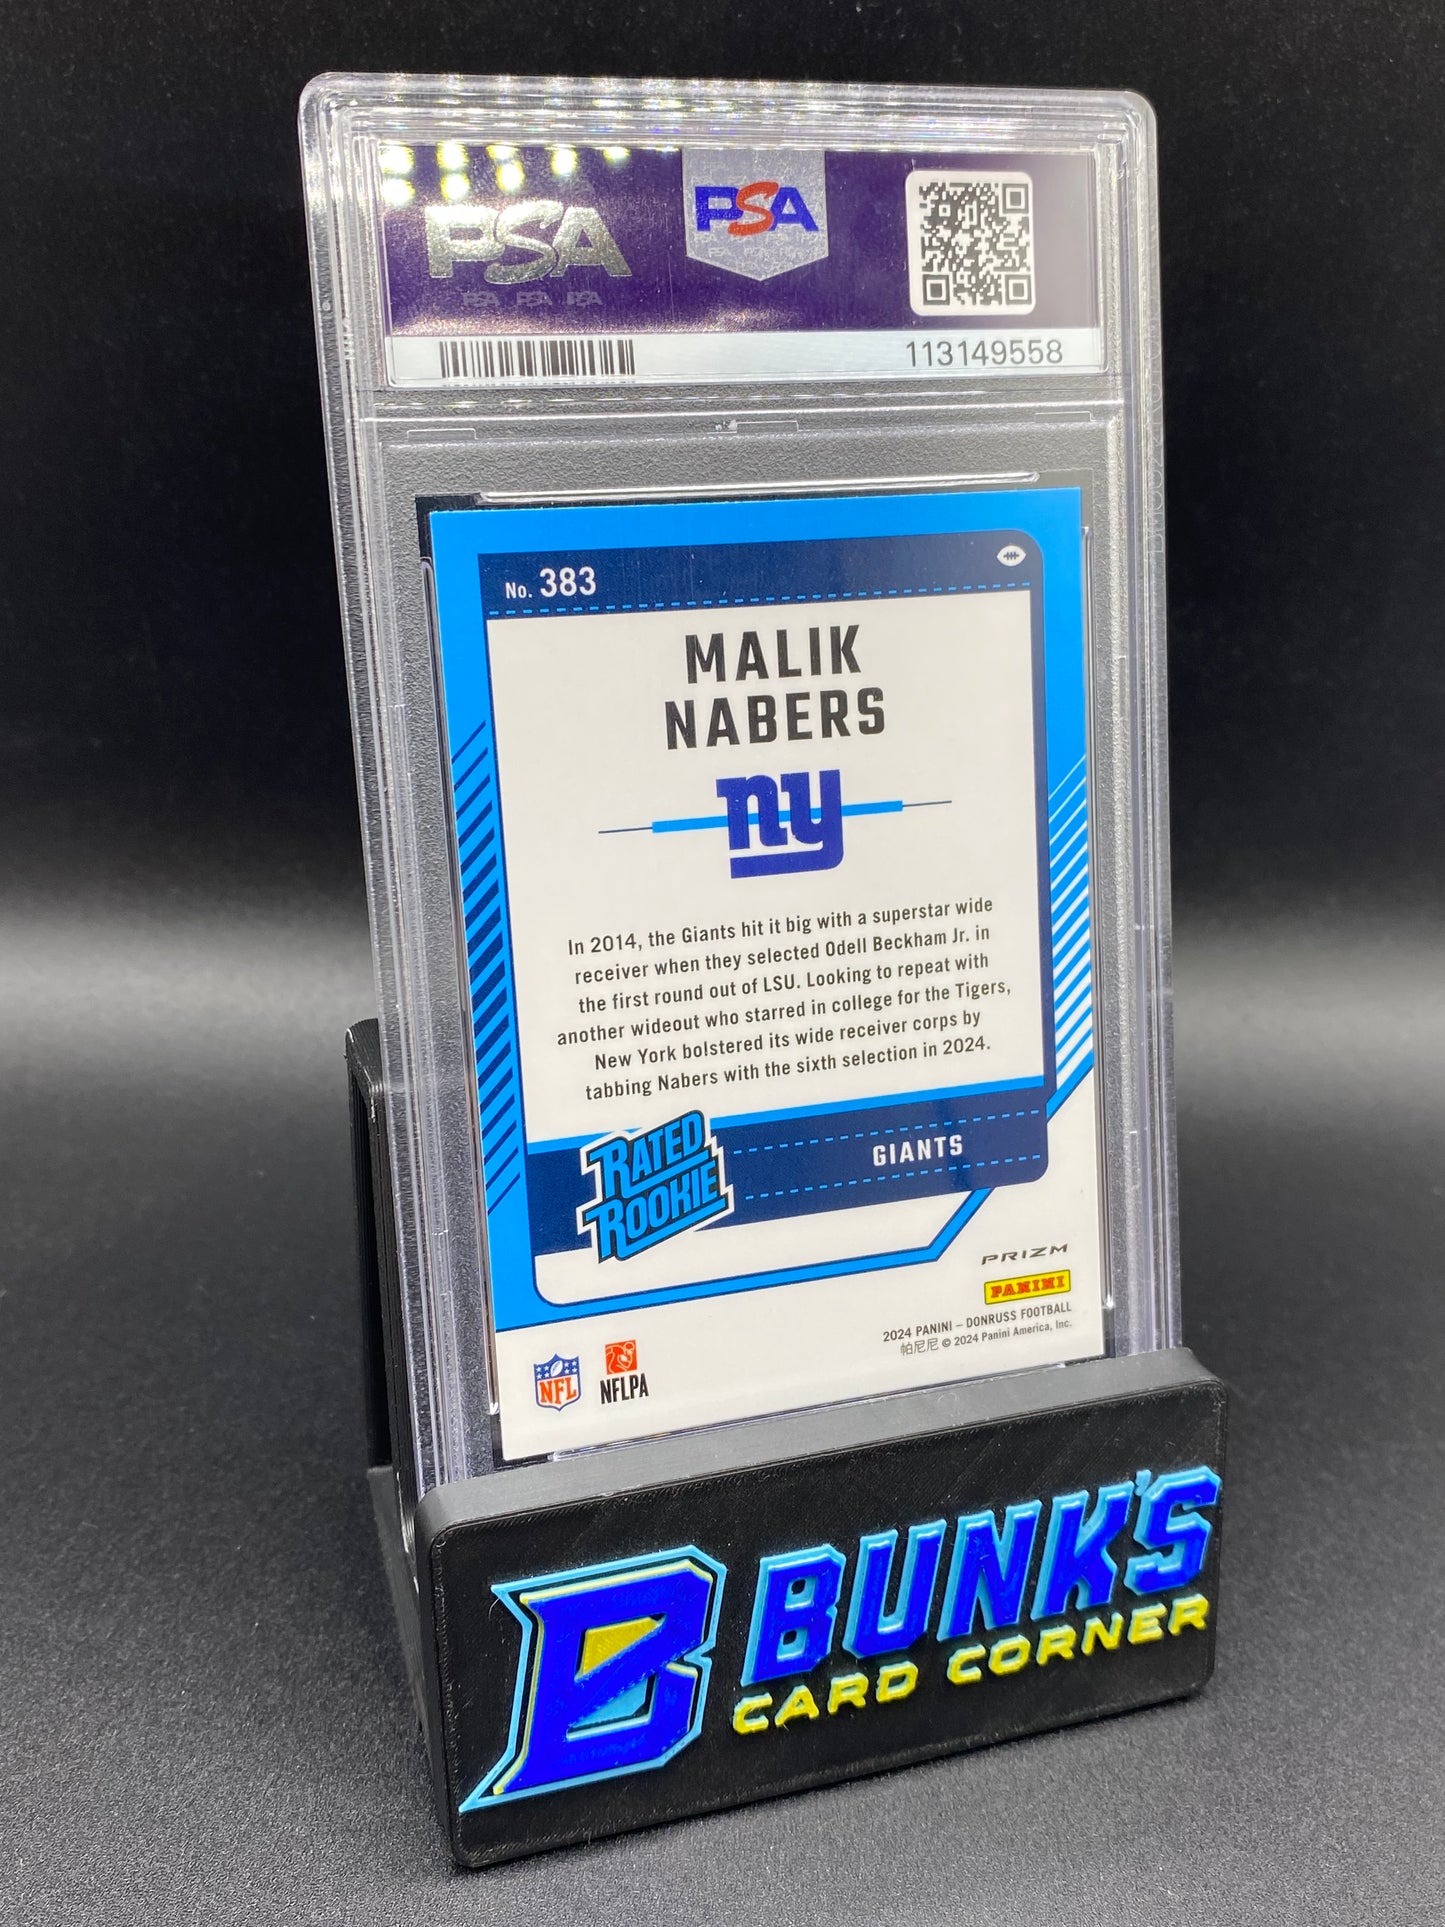 PSA
PSA
PSA PSA PSA
113149558
No. 383
MALIK
NABERS
ny
In 2014, the Giants hit it big with a superstar wide
receiver when they selected Odell Beckham Jr. in
the first round out of LSU. Looking to repeat with
another wideout who starred in college for the Tigers,
New York bolstered its wide receiver corps by
tabbing Nabers with the sixth selection in 2024.
RATED
ROOKIE
GIANTS
PRIZM
PANINI
2024 PANINI – DONRUSS FOOTBALL
帕尼尼 © 2024 Panini America, Inc.
NFL
NFLPA
B
BUNK'S
CARD CORNER